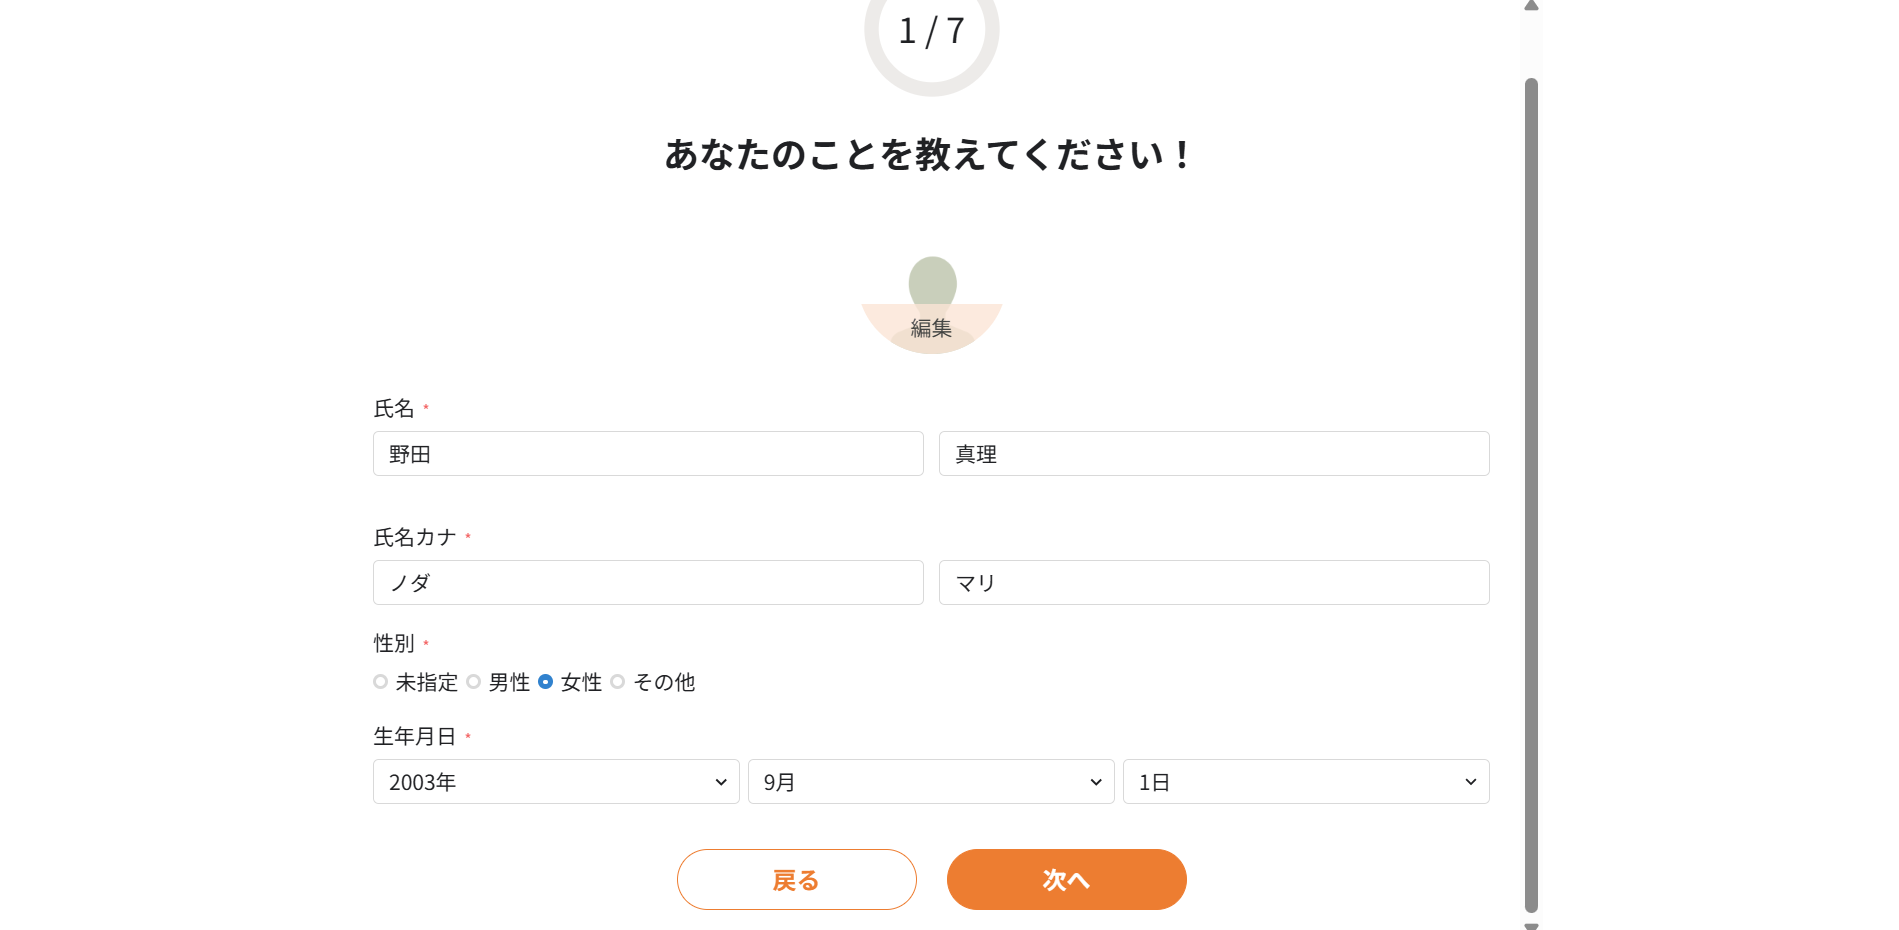 1 / 7
あなたのことを教えてください！
編集
氏名 *
野田 真理
氏名カナ *
ノダ マリ
性別 *
未指定 男性 女性 その他
生年月日 *
2003年 9月 1日
戻る 次へ